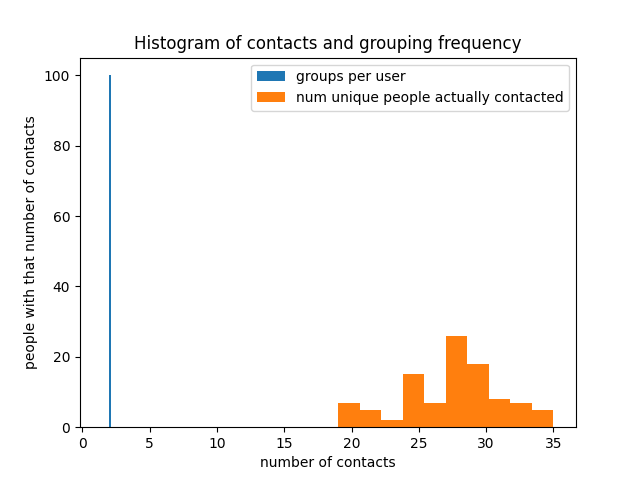 Histogram of contacts and grouping frequency
groups per user
num unique people actually contacted
people with that number of contacts
100
80
60
40
20
0
0 5 10 15 20 25 30 35
number of contacts